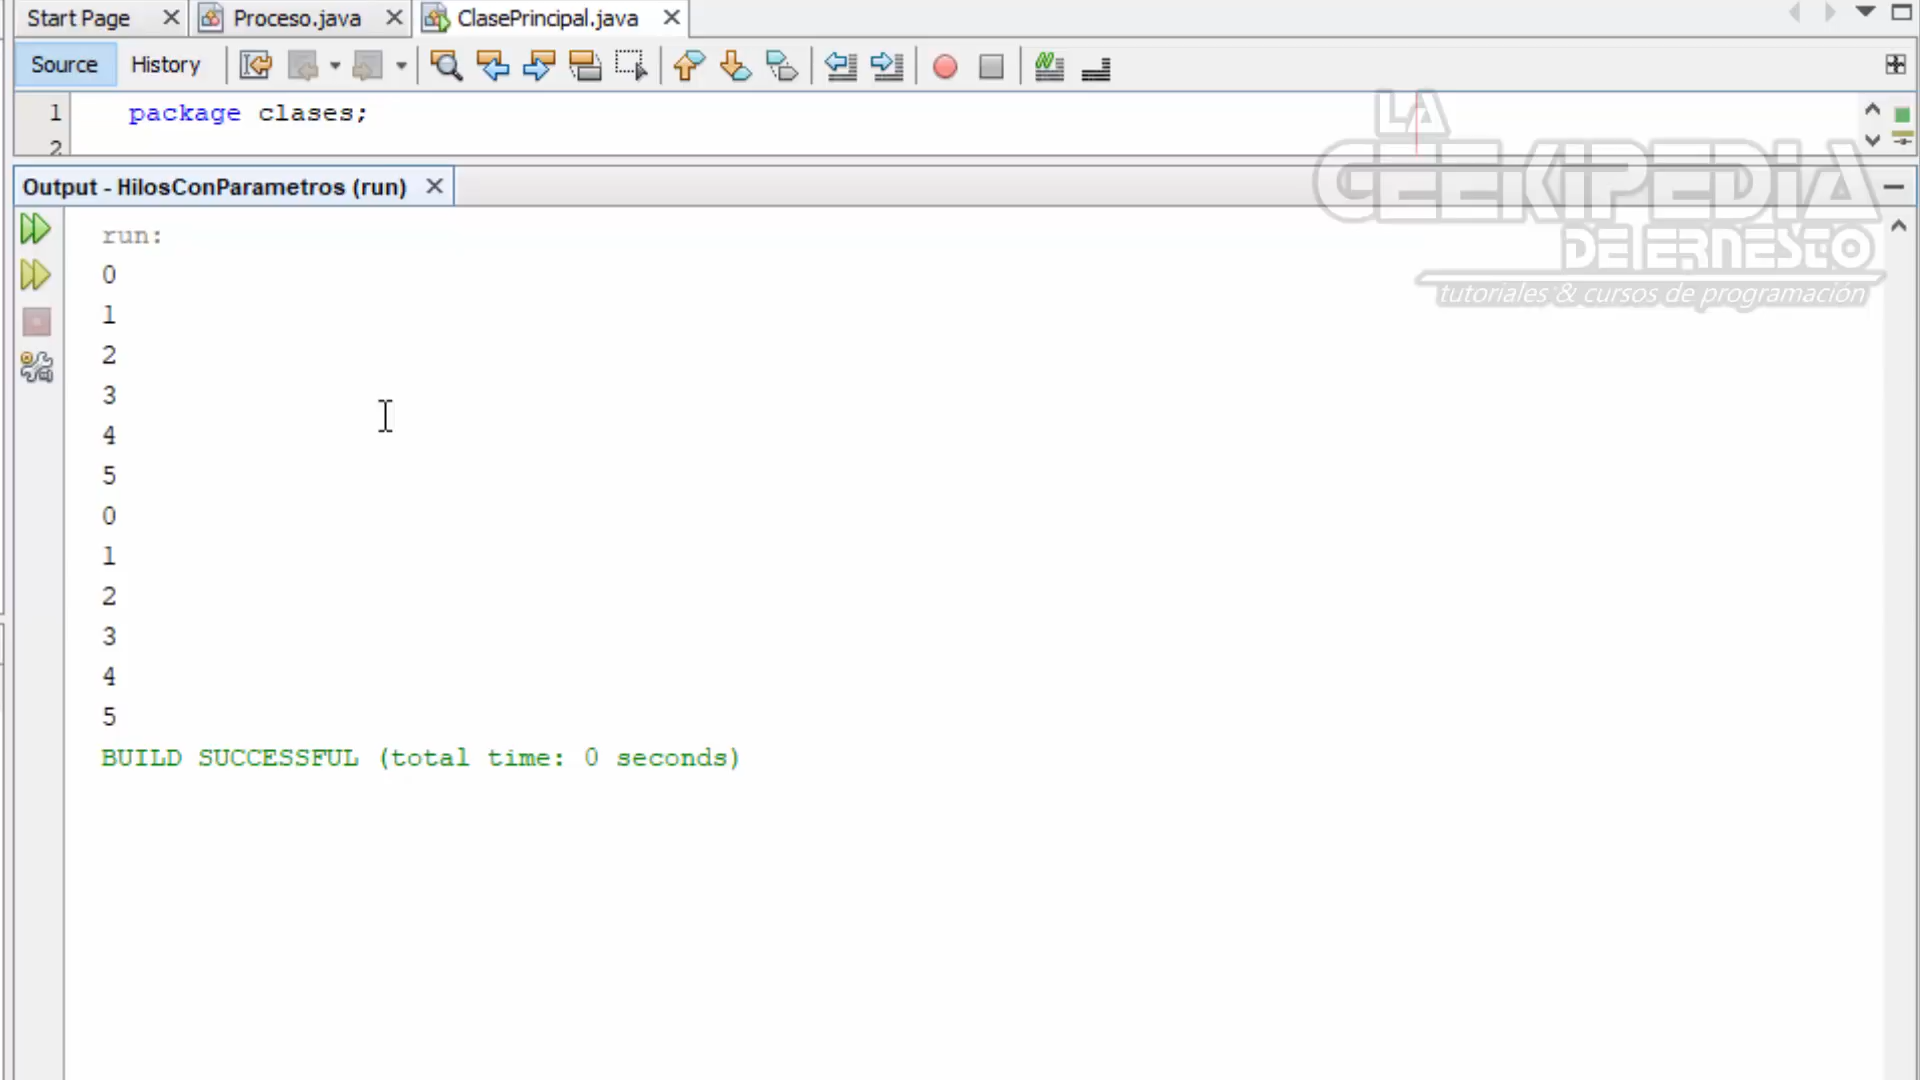 Start Page
Proceso.java
ClasePrincipal.java
Source
History
1 package clases;
2
LA
GEEKIPEDIA
DE ERNESTO
tutoriales & cursos de programación
Output - HilosConParametros (run)
run:
0
1
2
3
4
5
0
1
2
3
4
5
BUILD SUCCESSFUL (total time: 0 seconds)